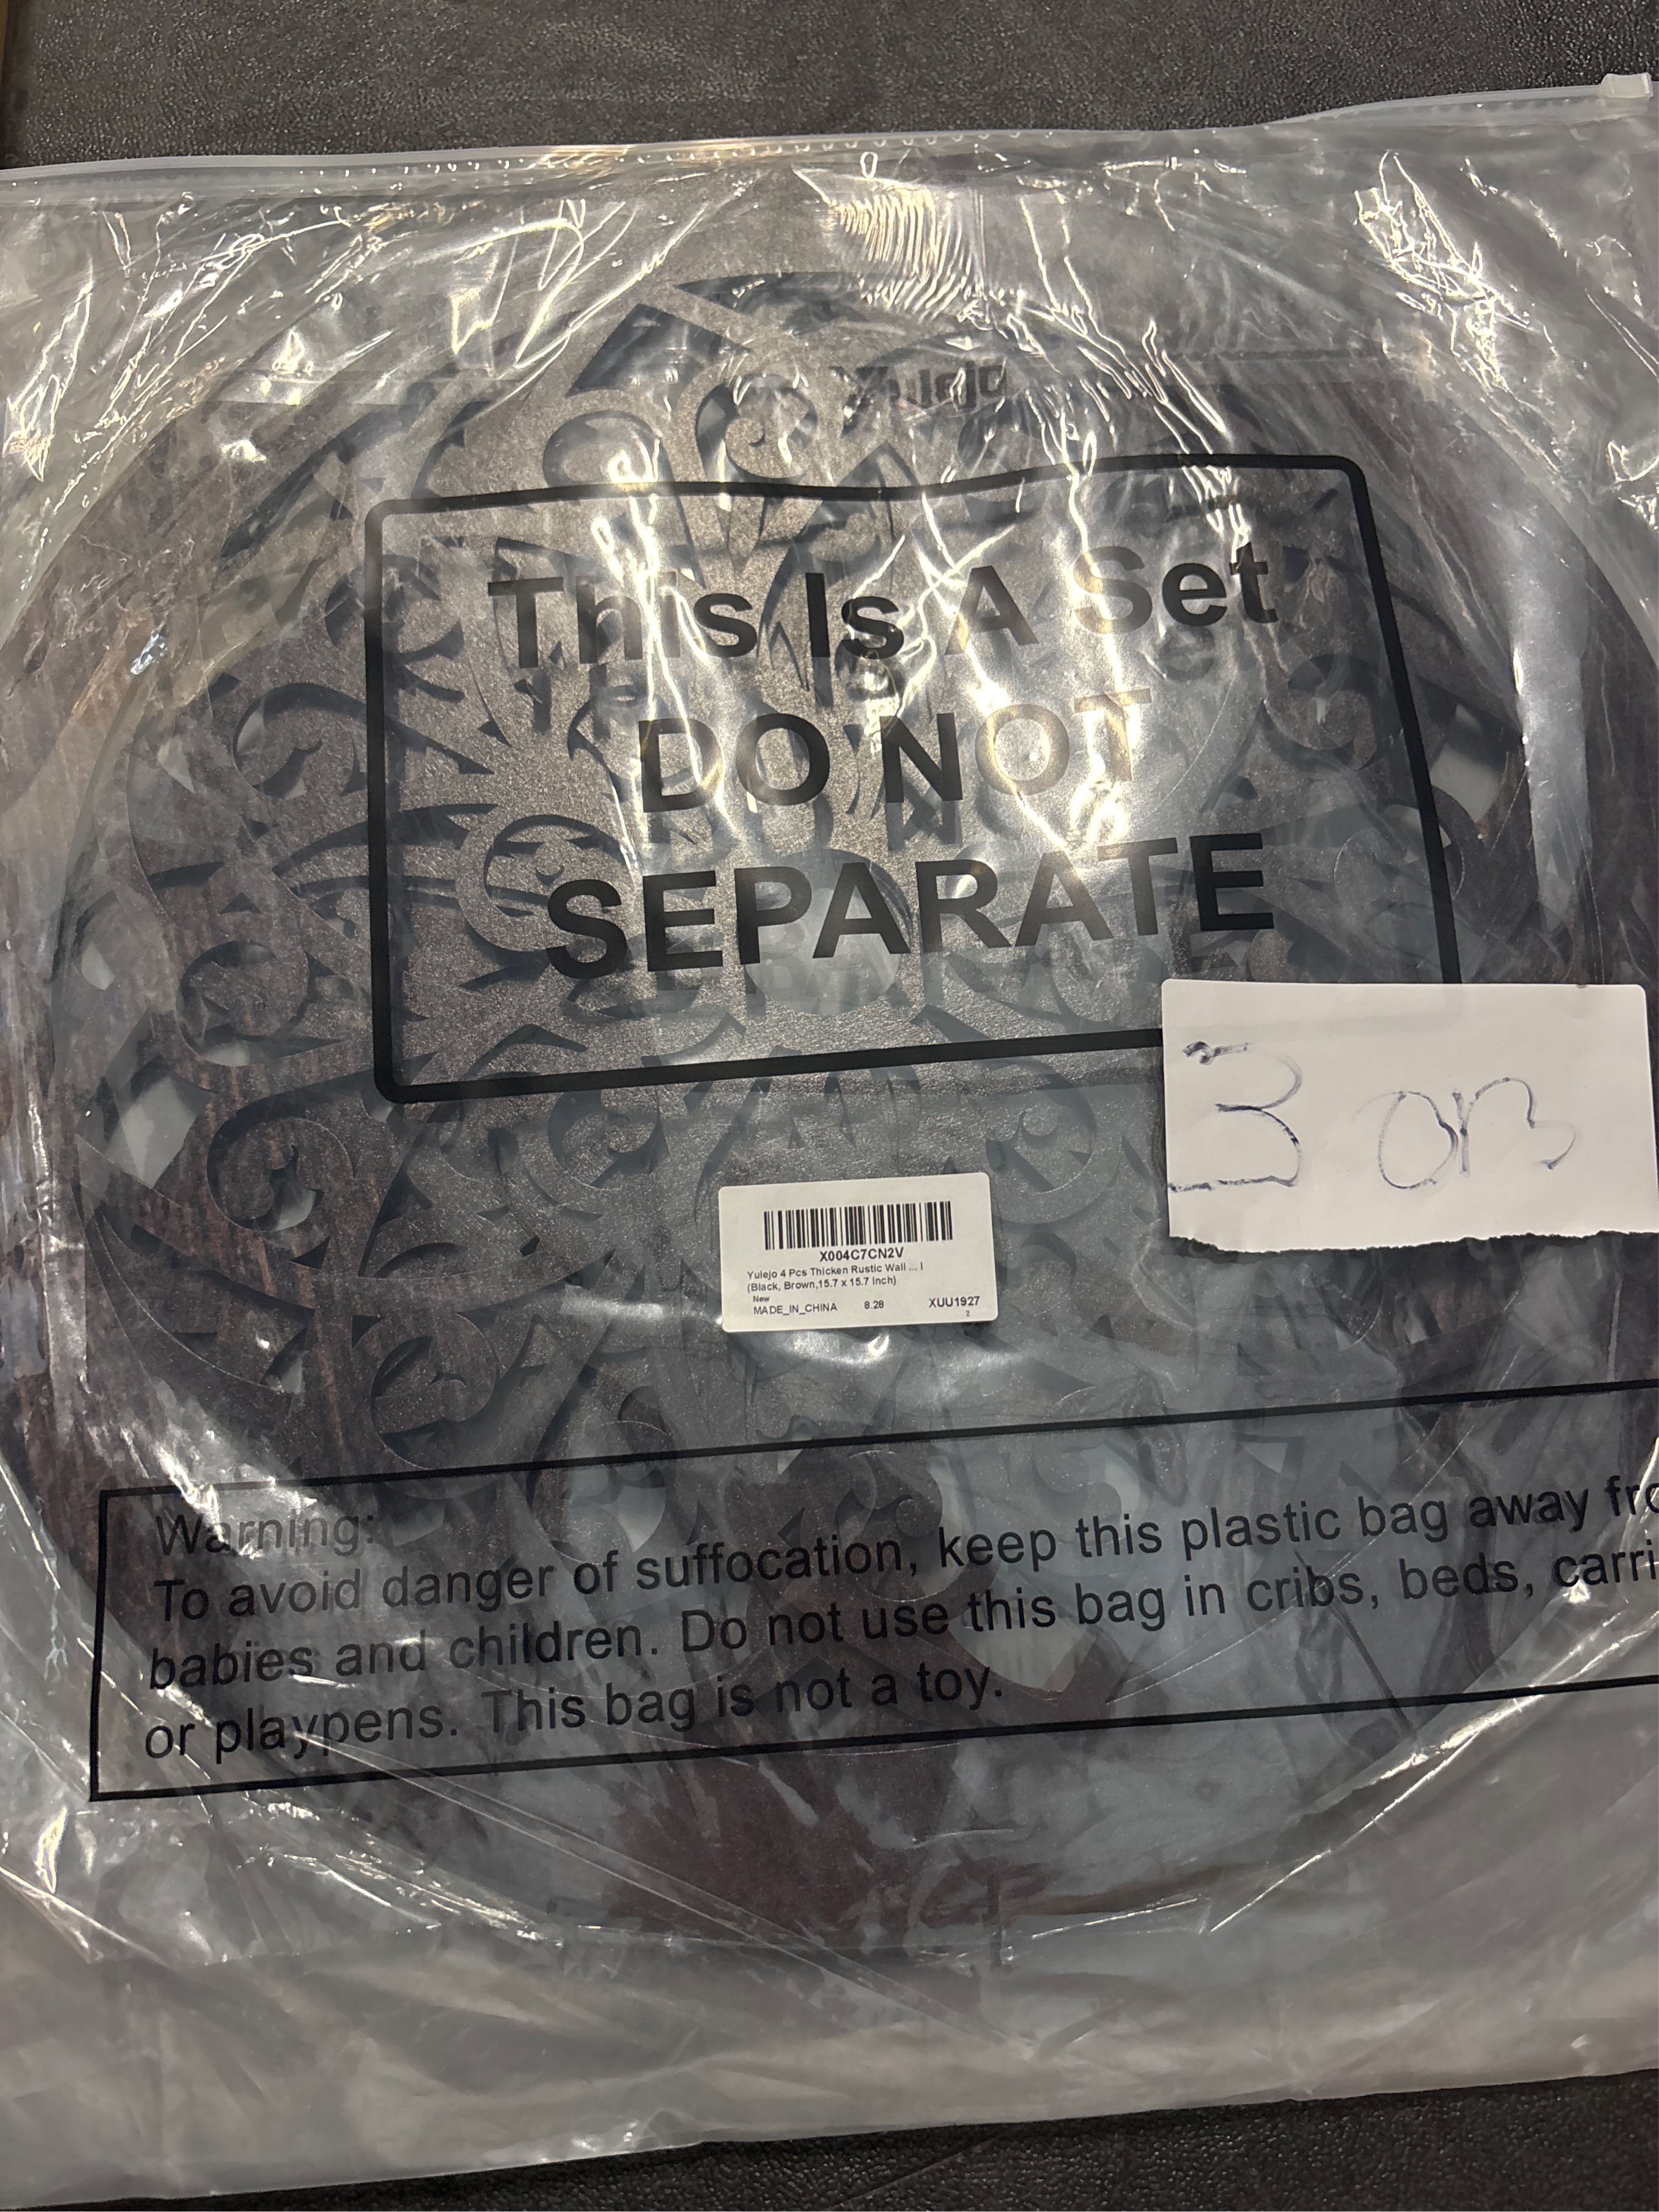 Yulejo
This Is A Set
DO NOT
SEPARATE
3 on
X004C7CN2V
Yulejo 4 Pcs Thicken Rustic Wall ... l
(Black, Brown,15.7 x 15.7 Inch)
New
MADE_IN_CHINA 8.28 XUU1927
2
Warning:
To avoid danger of suffocation, keep this plastic bag away fro
babies and children. Do not use this bag in cribs, beds, carri
or playpens. This bag is not a toy.